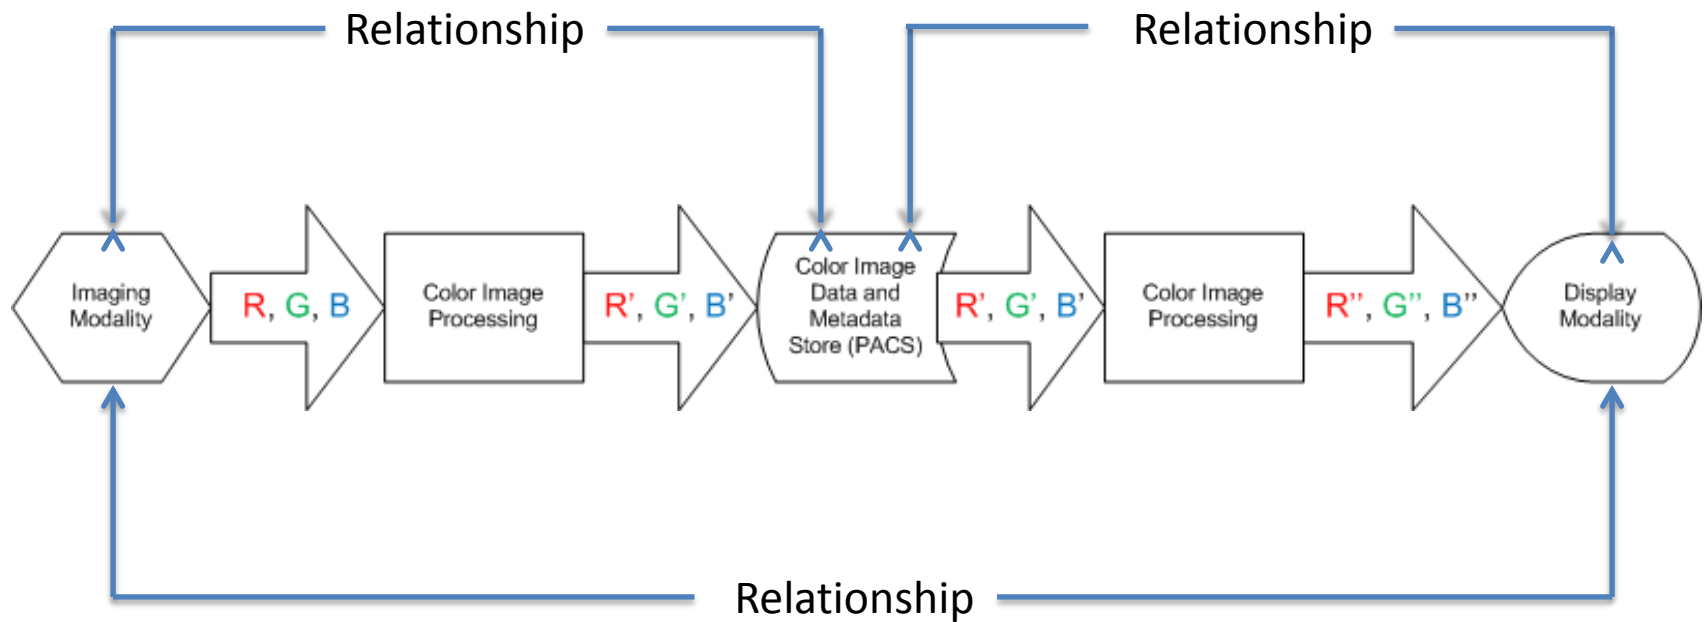 Relationship
Relationship
Imaging
Modality
R, G, B
Color Image
Processing
R’, G’, B’
Color Image
Data and
Metadata
Store (PACS)
R’, G’, B’
Color Image
Processing
R’’, G’’, B’’
Display
Modality
Relationship